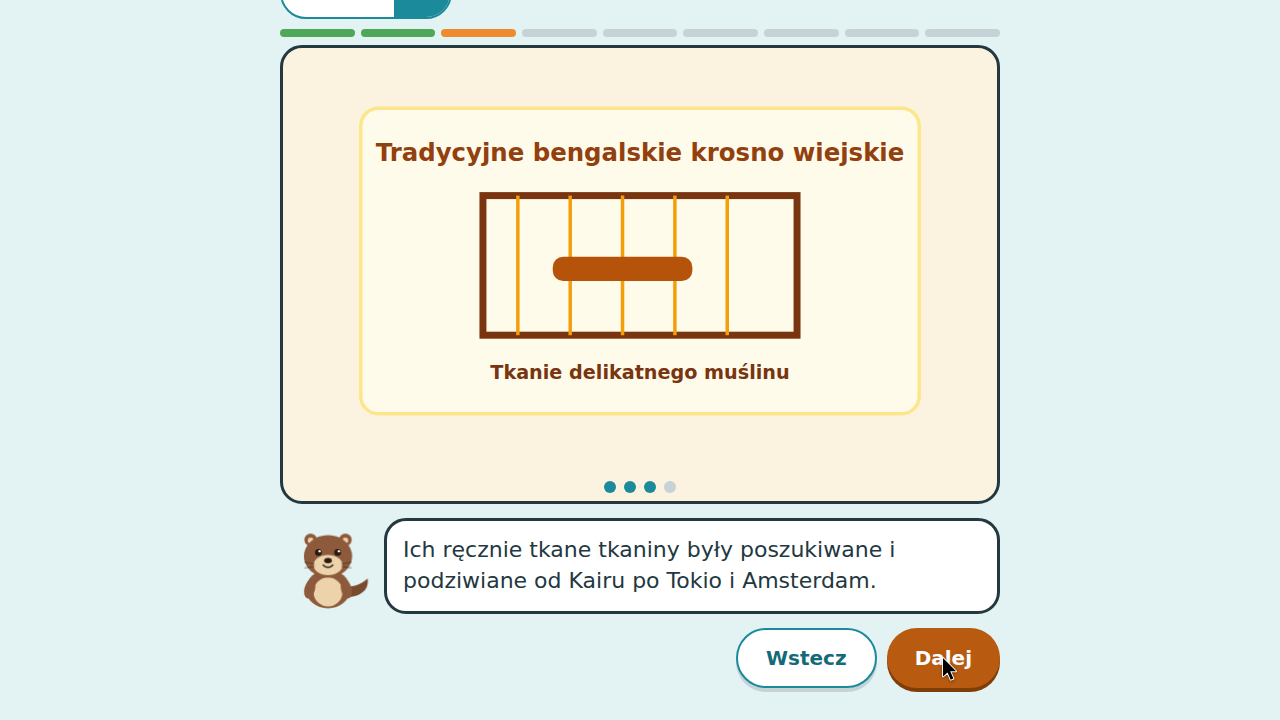 Tradycyjne bengalskie krosno wiejskie
Tkanie delikatnego muślinu
Ich ręcznie tkane tkaniny były poszukiwane i
podziwiane od Kairu po Tokio i Amsterdam.
Wstecz
Dalej